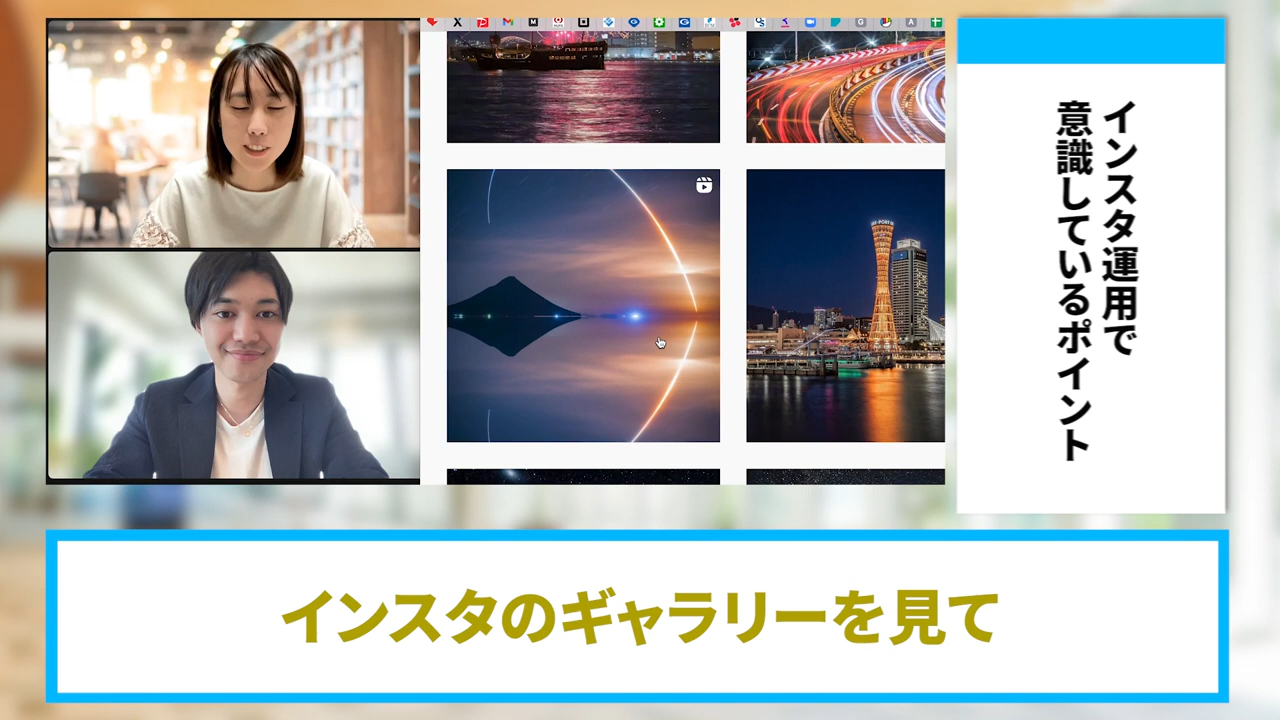 インスタ運用で
意識しているポイント
インスタのギャラリーを見て